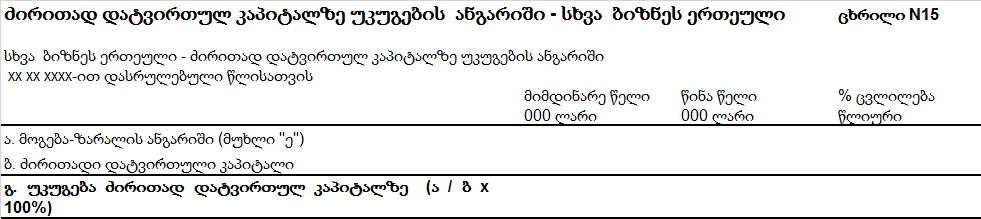 ძირითად დატვირთულ კაპიტალზე უკუგების ანგარიში - სხვა ბიზნეს ერთეული ცხრილი N15
სხვა ბიზნეს ერთეული - ძირითად დატვირთულ კაპიტალზე უკუგების ანგარიში
xx xx xxxx-ით დასრულებული წლისათვის
მიმდინარე წელი წინა წელი % ცვლილება
000 ლარი 000 ლარი წლიური
ა. მოგება-ზარალის ანგარიში (მუხლი "ე")
ბ. ძირითადი დატვირთული კაპიტალი
გ. უკუგება ძირითად დატვირთულ კაპიტალზე (ა / ბ x
100%)